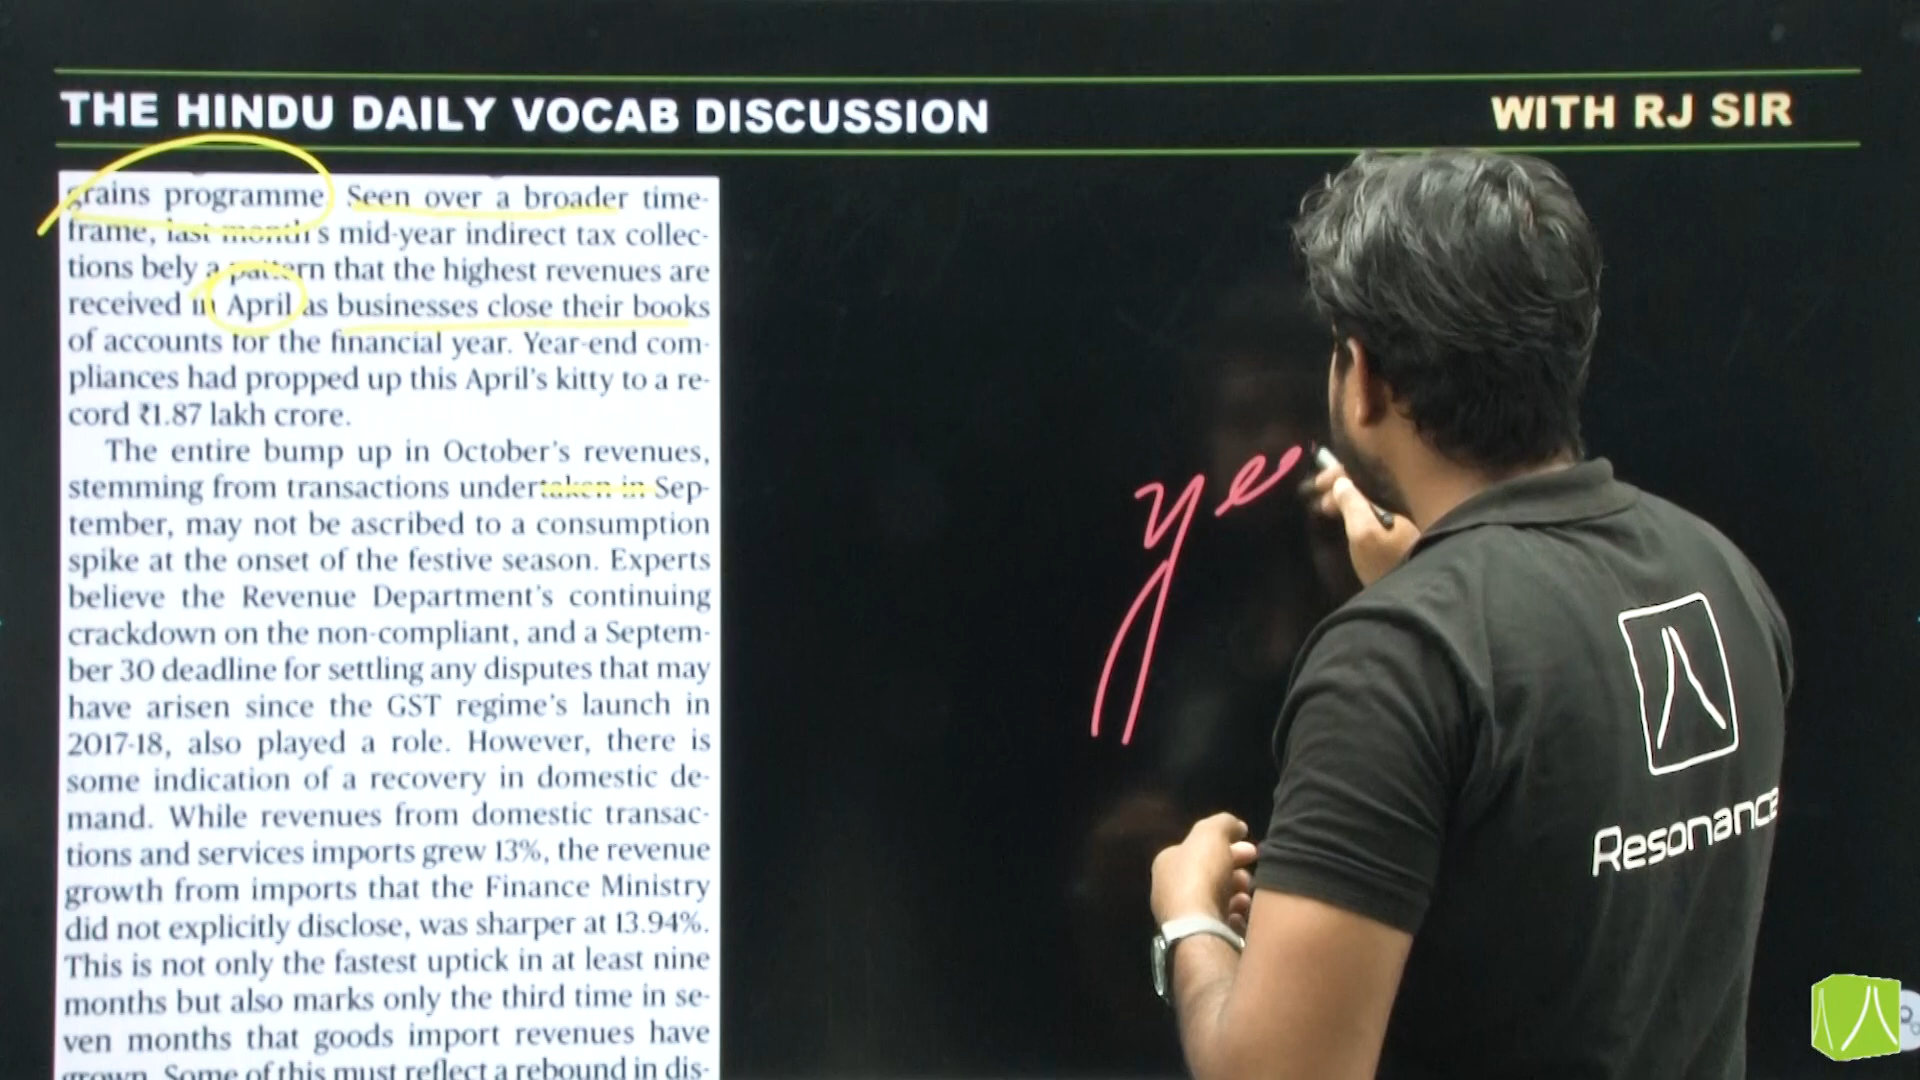 THE HINDU DAILY VOCAB DISCUSSION
WITH RJ SIR
grains programme. Seen over a broader time-
frame, last month's mid-year indirect tax collec-
tions bely a pattern that the highest revenues are
received in April as businesses close their books
of accounts for the financial year. Year-end com-
pliances had propped up this April's kitty to a re-
cord ₹1.87 lakh crore.
The entire bump up in October's revenues,
stemming from transactions undertaken in Sep-
tember, may not be ascribed to a consumption
spike at the onset of the festive season. Experts
believe the Revenue Department's continuing
crackdown on the non-compliant, and a Septem-
ber 30 deadline for settling any disputes that may
have arisen since the GST regime's launch in
2017-18, also played a role. However, there is
some indication of a recovery in domestic de-
mand. While revenues from domestic transac-
tions and services imports grew 13%, the revenue
growth from imports that the Finance Ministry
did not explicitly disclose, was sharper at 13.94%.
This is not only the fastest uptick in at least nine
months but also marks only the third time in se-
ven months that goods import revenues have
grown. Some of this must reflect a rebound in dis-
Resonance